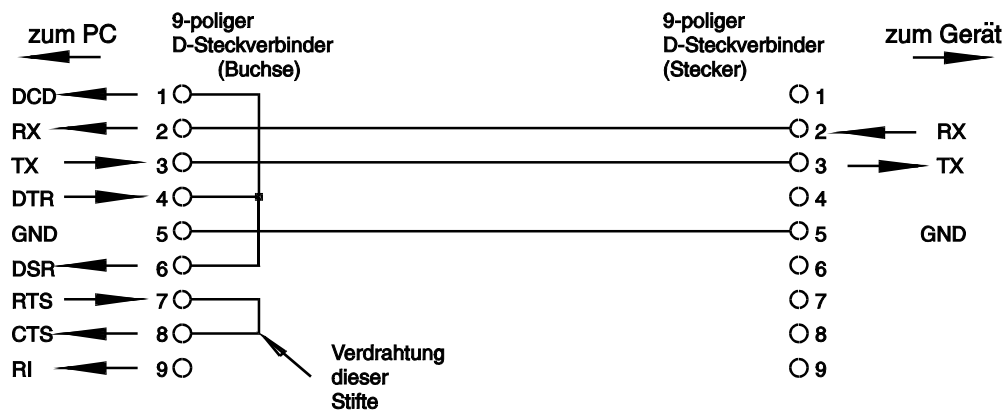 zum PC
9-poliger
D-Steckverbinder
(Buchse)
9-poliger
D-Steckverbinder
(Stecker)
zum Gerät
DCD 1 1
RX 2 2 RX
TX 3 3 TX
DTR 4 4
GND 5 5 GND
DSR 6 6
RTS 7 7
CTS 8 8
RI 9 9
Verdrahtung
dieser
Stifte